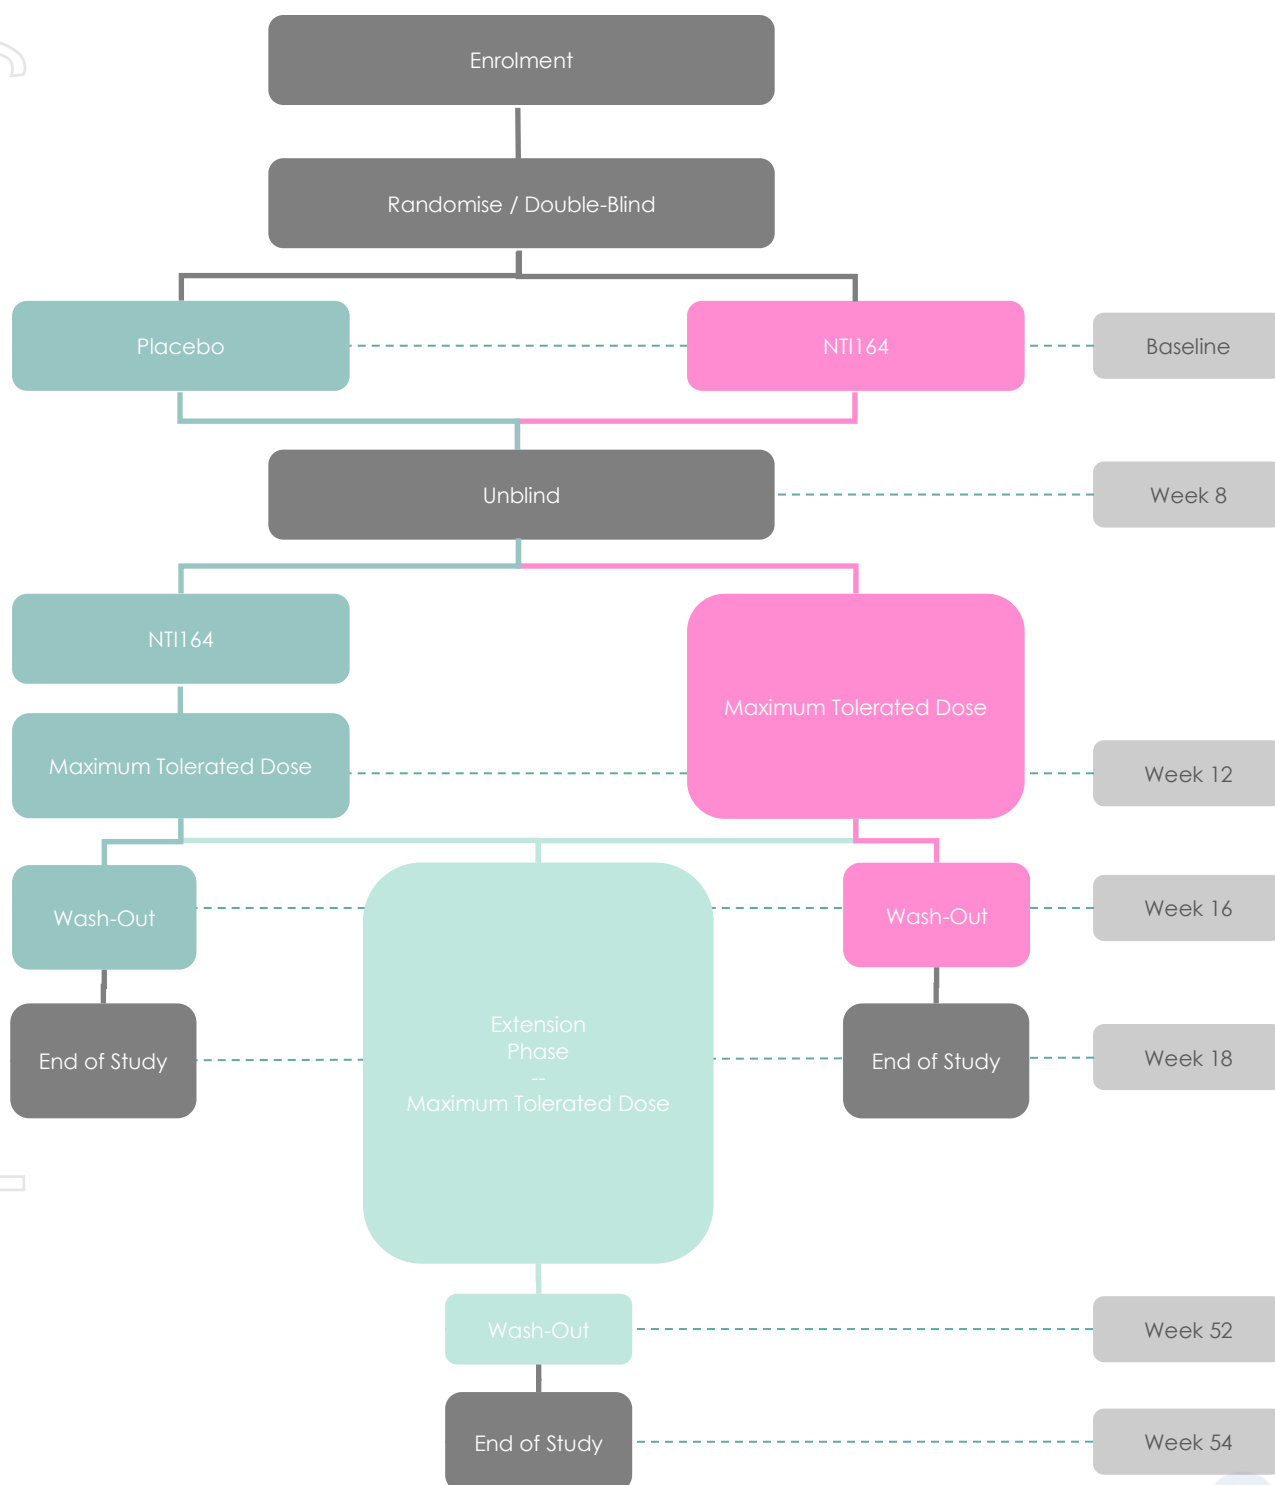 Enrolment
Randomise / Double-Blind
Placebo
NTI164
Baseline
Unblind
Week 8
NTI164
Maximum Tolerated Dose
Maximum Tolerated Dose
Week 12
Wash-Out
Wash-Out
Week 16
Extension
Phase
--
Maximum Tolerated Dose
End of Study
End of Study
Week 18
Wash-Out
Week 52
End of Study
Week 54